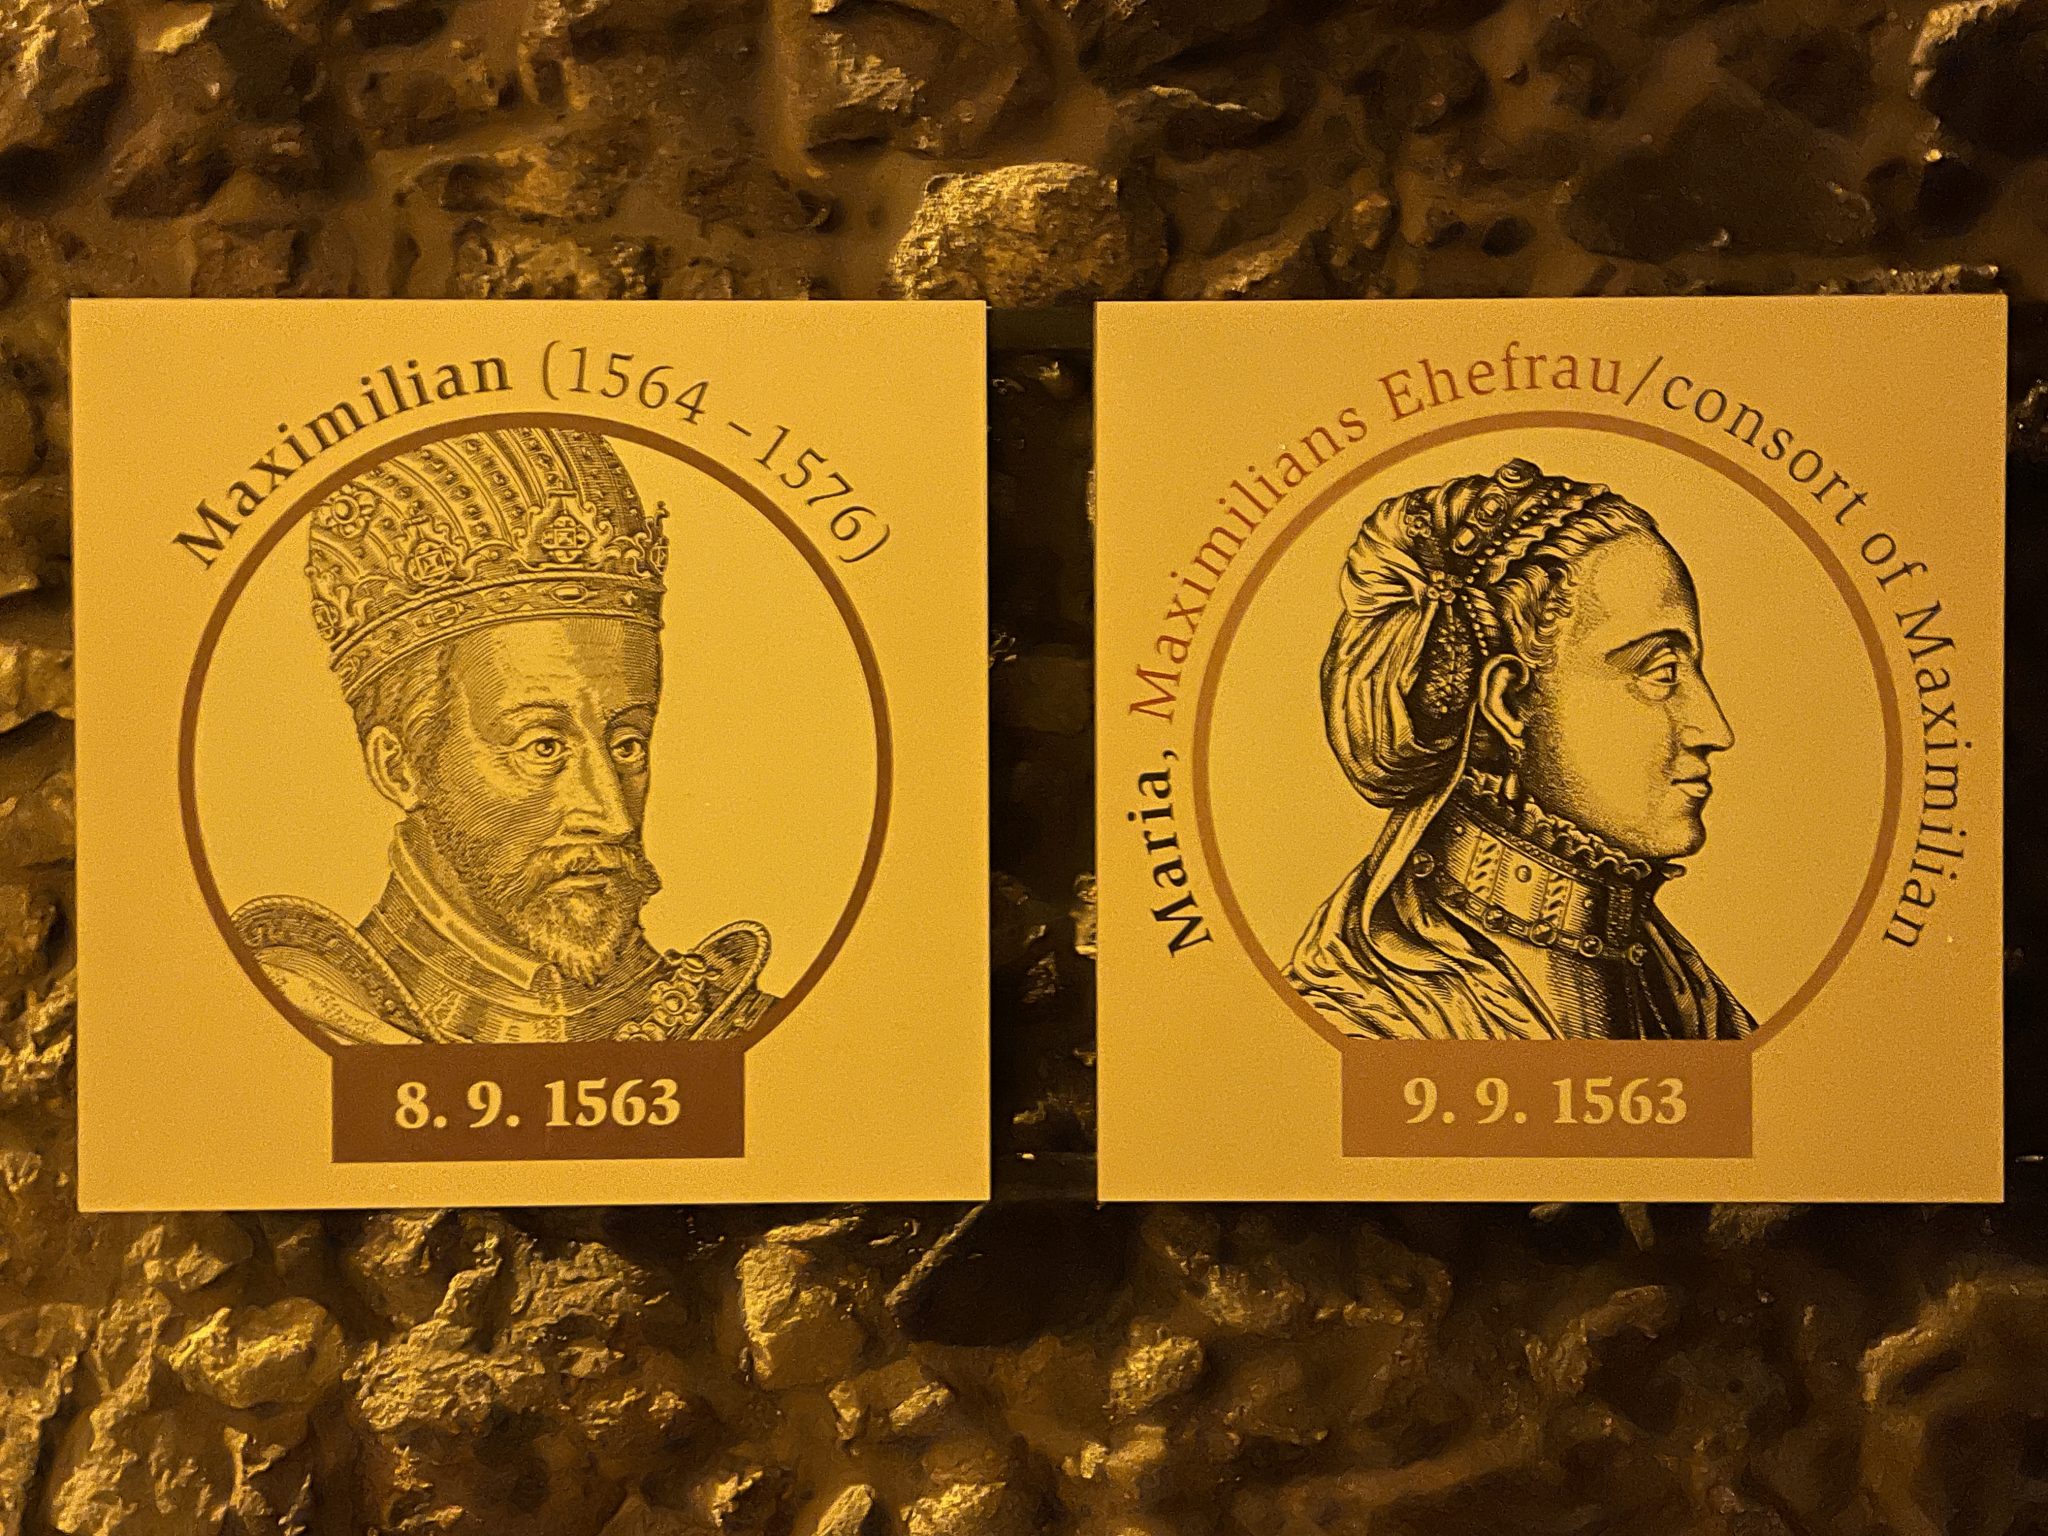 Maximilian (1564 – 1576)
8. 9. 1563
Maria, Maximilians Ehefrau/consort of Maximilian
9. 9. 1563